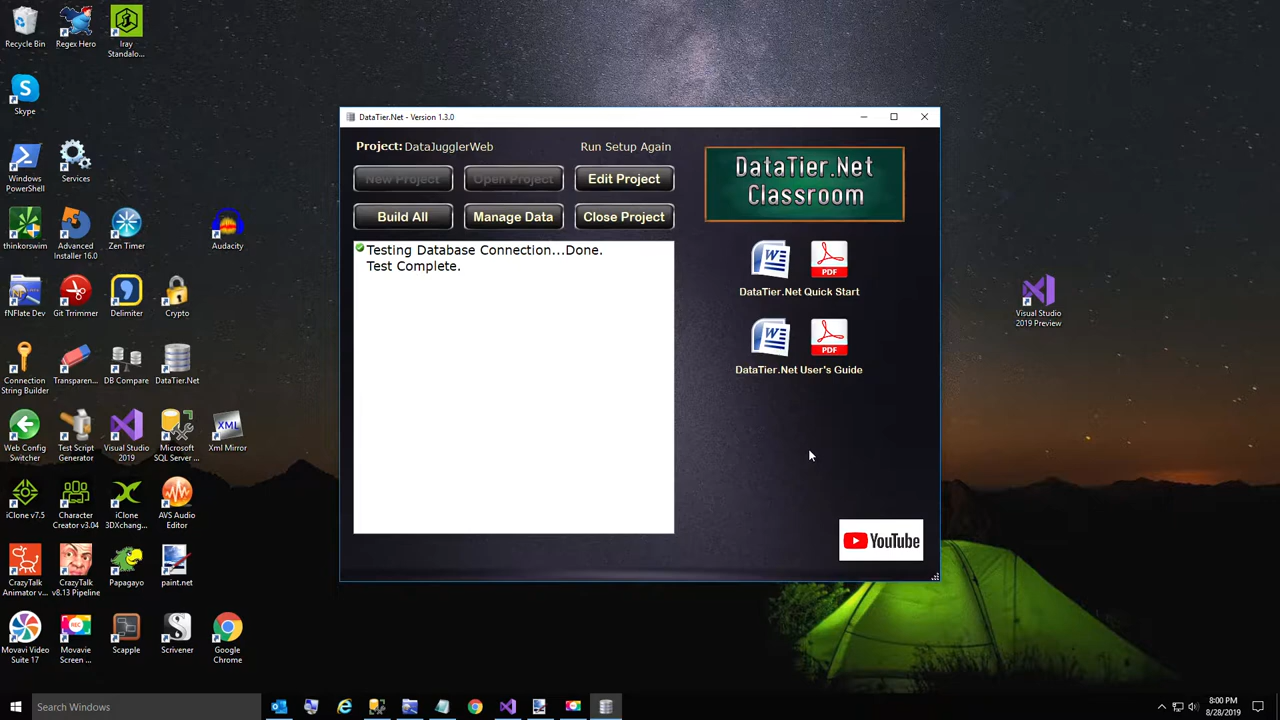 Recycle Bin
Regex Hero
Iray
Standalo...
S
Skype
Windows
PowerShell
Services
thinkorswim
Advanced
Installer 16.0
Zen Timer
Audacity
fNFlate Dev
Git Trimmer
Delimiter
Crypto
Connection
String Builder
Transparen...
DB Compare
DataTier.Net
Web Config
Switcher
Test Script
Generator
Visual Studio
2019
Microsoft
SQL Server ...
XML
Xml Mirror
iClone v7.5
Character
Creator v3.04
iClone
3DXchang...
AVS Audio
Editor
CrazyTalk
Animator v...
CrazyTalk
v8.13 Pipeline
Papagayo
paint.net
Movavi Video
Suite 17
REC
Movavie
Screen ...
Scapple
Scrivener
Google
Chrome
DataTier.Net - Version 1.3.0
Project: DataJugglerWeb
Run Setup Again
New Project
Open Project
Edit Project
Build All
Manage Data
Close Project
Testing Database Connection...Done.
Test Complete.
DataTier.Net
Classroom
W
PDF
DataTier.Net Quick Start
W
PDF
DataTier.Net User's Guide
YouTube
Visual Studio
2019 Preview
Search Windows
8:00 PM
8/28/2019